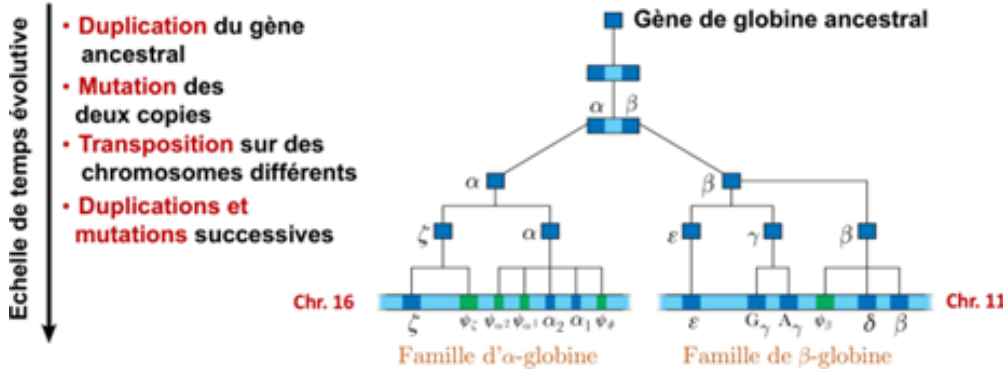 Echelle de temps évolutive
• Duplication du gène
ancestral
• Mutation des
deux copies
• Transposition sur des
chromosomes différents
• Duplications et
mutations successives
Gène de globine ancestral
α β
α β
ζ α ε γ β
Chr. 16 Chr. 11
ζ ψζ ψα2 ψα1 α2 α1 ψθ ε Gγ Aγ ψβ δ β
Famille d'α-globine Famille de β-globine